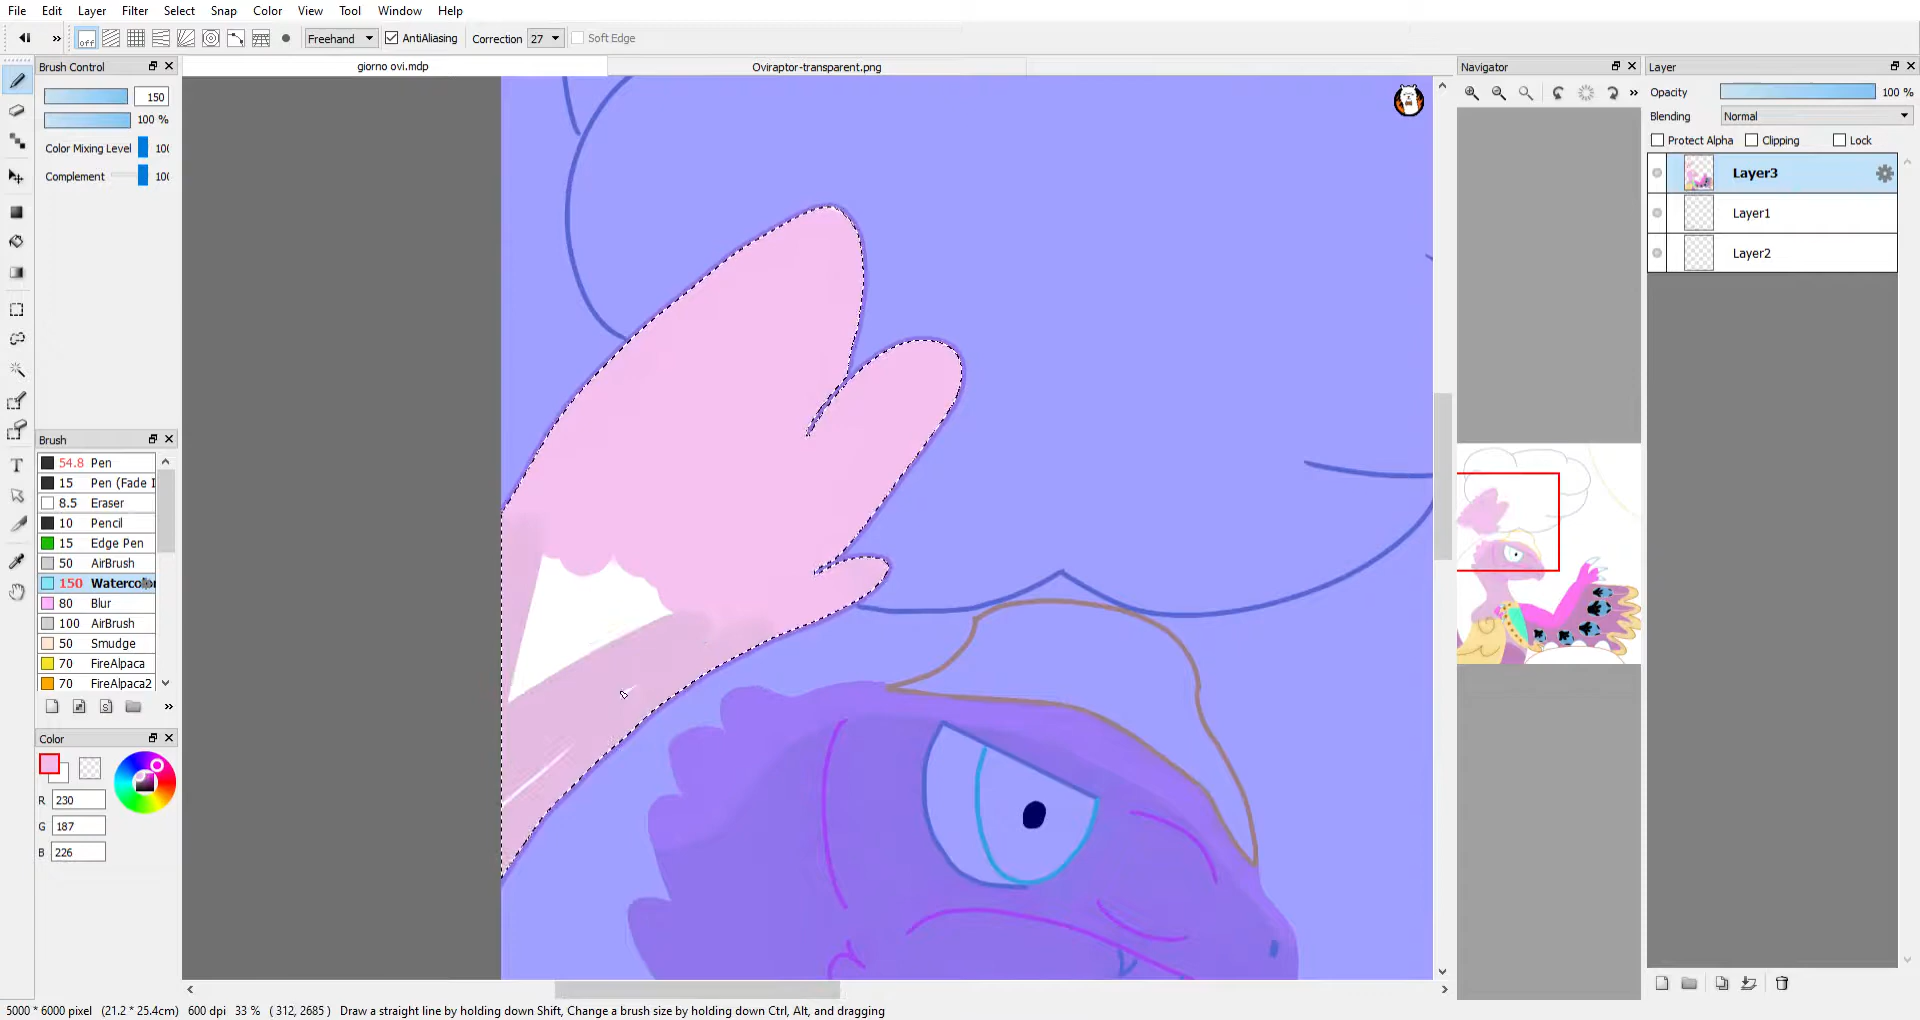 File Edit Layer Filter Select Snap Color View Tool Window Help
off Freehand AntiAliasing Correction 27 Soft Edge
Brush Control
giorno ovi.mdp
Oviraptor-transparent.png
Navigator
Layer
150
100 %
Color Mixing Level 100
Complement 100
Opacity 100 %
Blending Normal
Protect Alpha Clipping Lock
Layer3
Layer1
Layer2
Brush
54.8 Pen
15 Pen (Fade I
8.5 Eraser
10 Pencil
15 Edge Pen
50 AirBrush
150 Watercolor
80 Blur
100 AirBrush
50 Smudge
70 FireAlpaca
70 FireAlpaca2
Color
R 230
G 187
B 226
5000 * 6000 pixel (21.2 * 25.4cm) 600 dpi 33 % ( 312, 2685 ) Draw a straight line by holding down Shift, Change a brush size by holding down Ctrl, Alt, and dragging